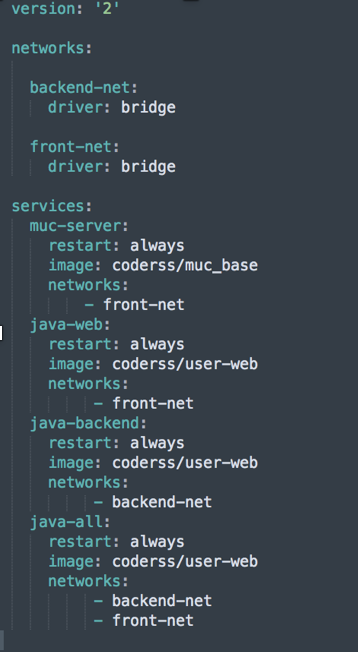 version: '2'
networks:
backend-net:
driver: bridge
front-net:
driver: bridge
services:
muc-server:
restart: always
image: coderss/muc_base
networks:
- front-net
java-web:
restart: always
image: coderss/user-web
networks:
- front-net
java-backend:
restart: always
image: coderss/user-web
networks:
- backend-net
java-all:
restart: always
image: coderss/user-web
networks:
- backend-net
- front-net